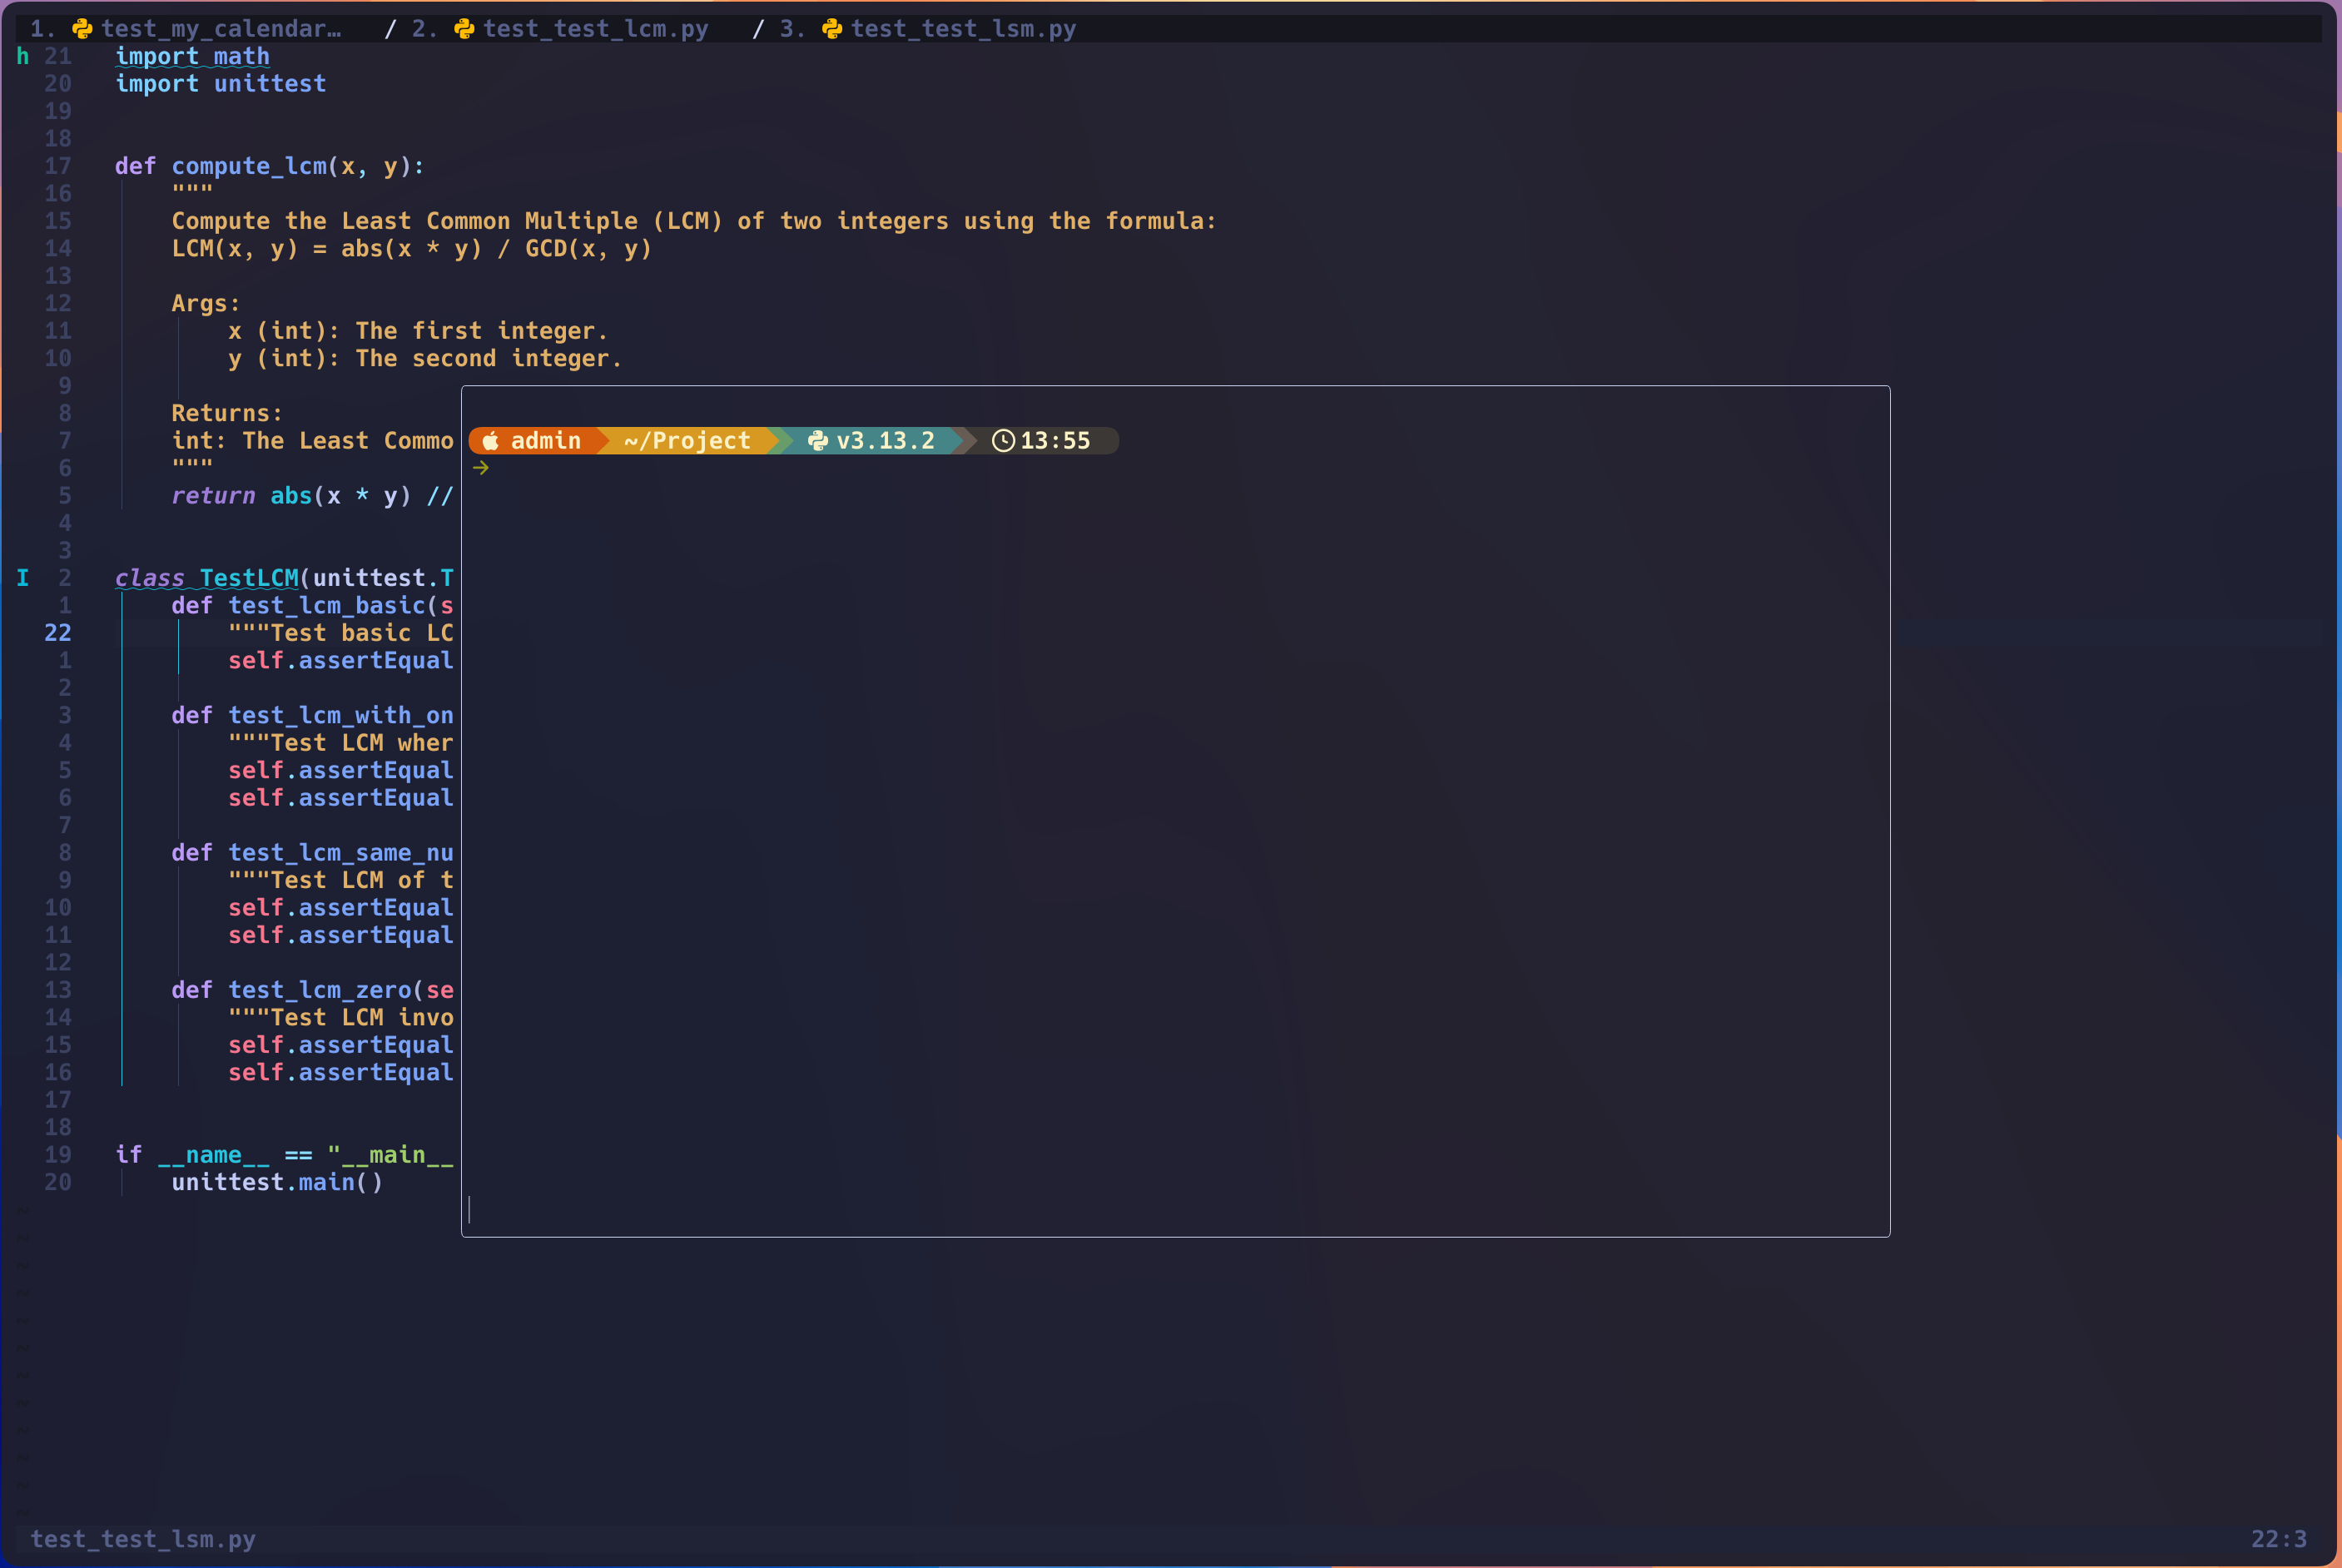 1. test_my_calendar… / 2. test_test_lcm.py / 3. test_test_lsm.py
h 21 import math
20 import unittest
19
18
17 def compute_lcm(x, y):
16 """
15 Compute the Least Common Multiple (LCM) of two integers using the formula:
14 LCM(x, y) = abs(x * y) / GCD(x, y)
13
12 Args:
11 x (int): The first integer.
10 y (int): The second integer.
9
8 Returns:
7 int: The Least Commo
admin ~/Project v3.13.2 13:55
6 """
→
5 return abs(x * y) //
4
3
I 2 class TestLCM(unittest.T
1 def test_lcm_basic(s
22 """Test basic LC
1 self.assertEqual
2
3 def test_lcm_with_on
4 """Test LCM wher
5 self.assertEqual
6 self.assertEqual
7
8 def test_lcm_same_nu
9 """Test LCM of t
10 self.assertEqual
11 self.assertEqual
12
13 def test_lcm_zero(se
14 """Test LCM invo
15 self.assertEqual
16 self.assertEqual
17
18
19 if __name__ == "__main__
20 unittest.main()
~
~
~
~
~
~
~
~
~
~
~
~
test_test_lsm.py 22:3